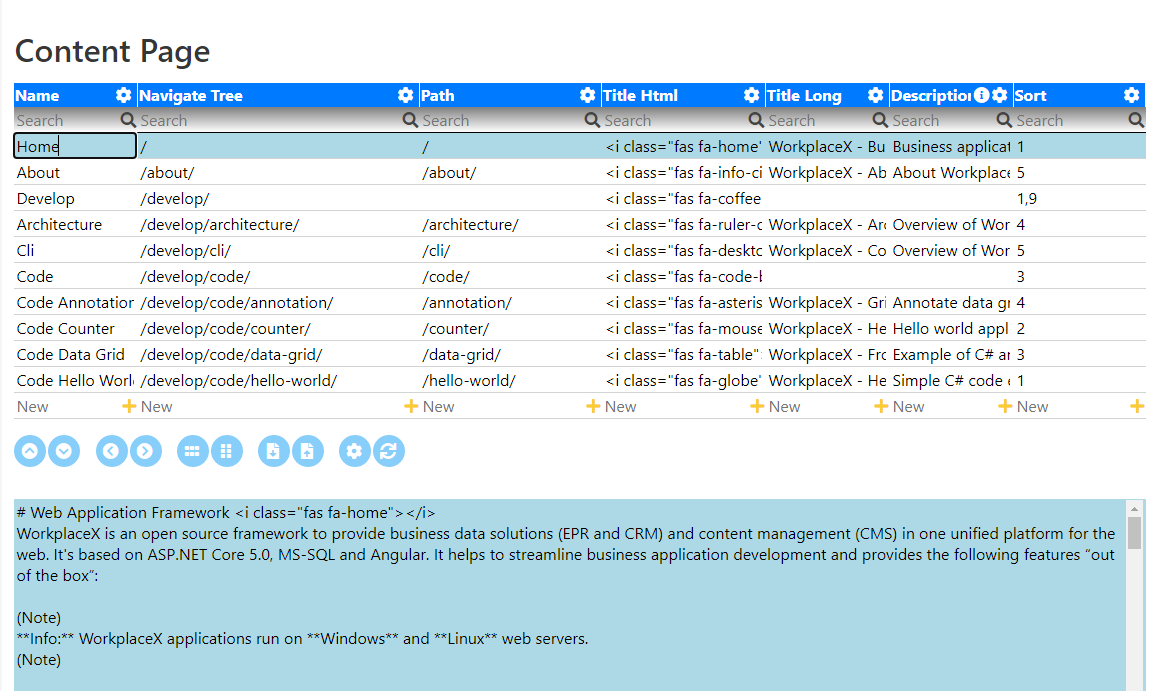 Content Page
Name Navigate Tree Path Title Html Title Long Description Sort
Search Search Search Search Search Search Search
Home / / <i class="fas fa-home" WorkplaceX - Bu Business applicat 1
About /about/ /about/ <i class="fas fa-info-ci WorkplaceX - Ab About Workplace 5
Develop /develop/ <i class="fas fa-coffee 1,9
Architecture /develop/architecture/ /architecture/ <i class="fas fa-ruler-c WorkplaceX - Arc Overview of Wor 4
Cli /develop/cli/ /cli/ <i class="fas fa-deskto WorkplaceX - Co Overview of Wor 5
Code /develop/code/ /code/ <i class="fas fa-code-b 3
Code Annotation /develop/code/annotation/ /annotation/ <i class="fas fa-asteris WorkplaceX - Gri Annotate data gr 4
Code Counter /develop/code/counter/ /counter/ <i class="fas fa-mouse WorkplaceX - He Hello world appl 2
Code Data Grid /develop/code/data-grid/ /data-grid/ <i class="fas fa-table" WorkplaceX - Fro Example of C# ar 3
Code Hello Worl /develop/code/hello-world/ /hello-world/ <i class="fas fa-globe" WorkplaceX - He Simple C# code 1
New New New New New New New
# Web Application Framework <i class="fas fa-home"></i>
WorkplaceX is an open source framework to provide business data solutions (EPR and CRM) and content management (CMS) in one unified platform for the
web. It's based on ASP.NET Core 5.0, MS-SQL and Angular. It helps to streamline business application development and provides the following features “out
of the box”:
(Note)
**Info:** WorkplaceX applications run on **Windows** and **Linux** web servers.
(Note)